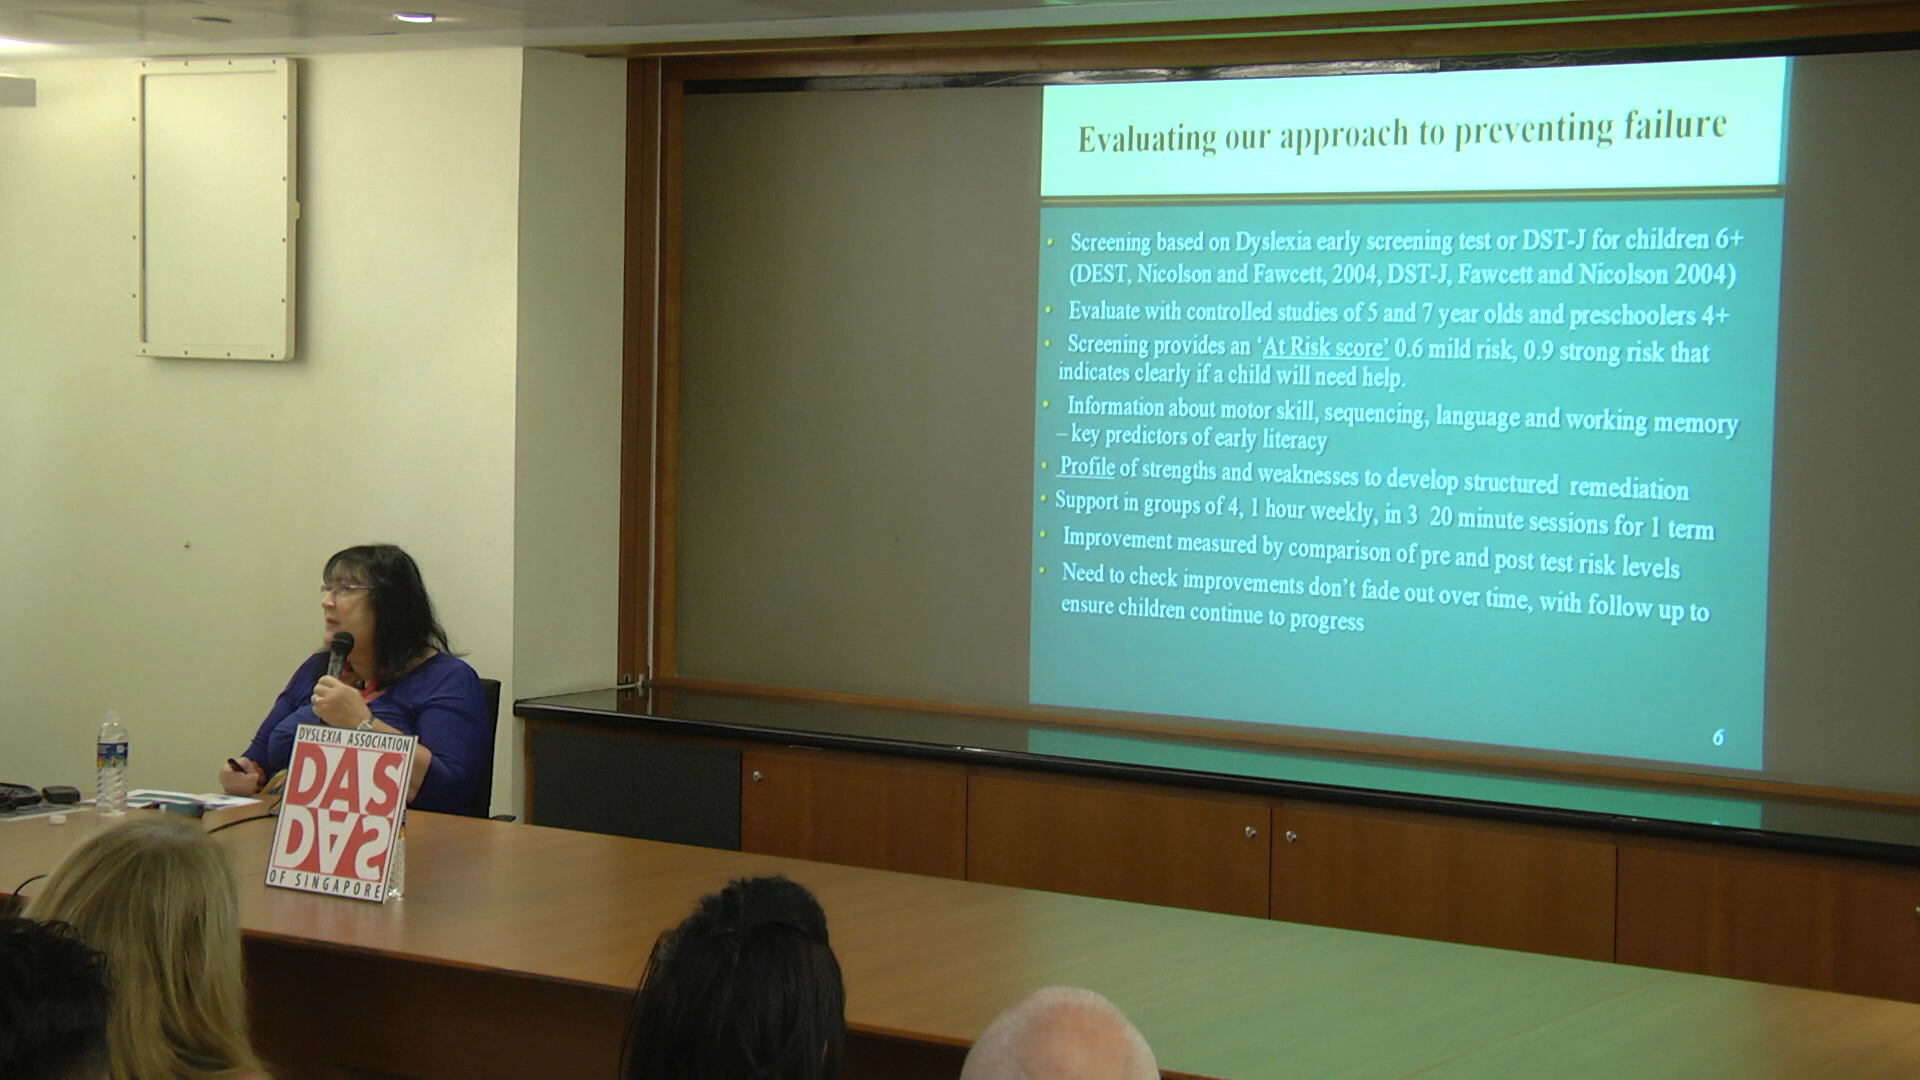 Evaluating our approach to preventing failure
Screening based on Dyslexia early screening test or DST-J for children 6+
(DEST, Nicolson and Fawcett, 2004, DST-J, Fawcett and Nicolson 2004)
Evaluate with controlled studies of 5 and 7 year olds and preschoolers 4+
Screening provides an ‘At Risk score’ 0.6 mild risk, 0.9 strong risk that
indicates clearly if a child will need help.
Information about motor skill, sequencing, language and working memory
– key predictors of early literacy
Profile of strengths and weaknesses to develop structured remediation
Support in groups of 4, 1 hour weekly, in 3 20 minute sessions for 1 term
Improvement measured by comparison of pre and post test risk levels
Need to check improvements don’t fade out over time, with follow up to
ensure children continue to progress
6
DYSLEXIA ASSOCIATION
DAS
DAS
OF SINGAPORE